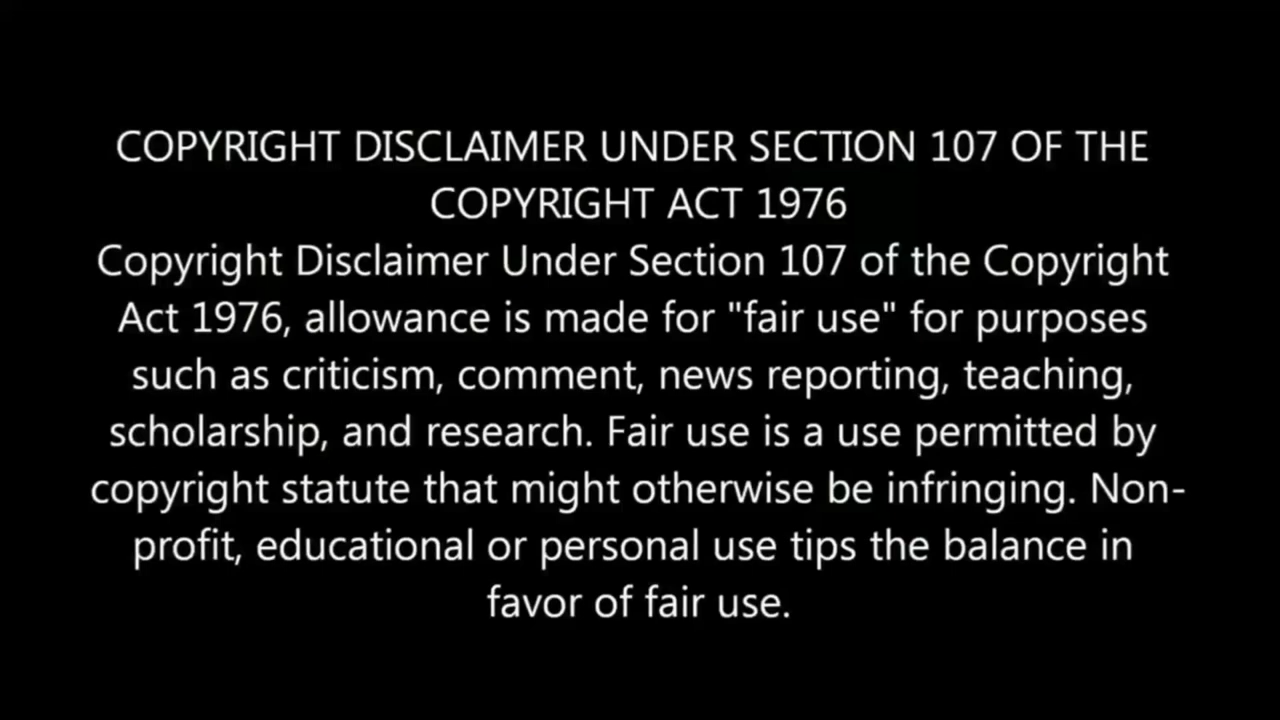 COPYRIGHT DISCLAIMER UNDER SECTION 107 OF THE
COPYRIGHT ACT 1976
Copyright Disclaimer Under Section 107 of the Copyright
Act 1976, allowance is made for "fair use" for purposes
such as criticism, comment, news reporting, teaching,
scholarship, and research. Fair use is a use permitted by
copyright statute that might otherwise be infringing. Non-
profit, educational or personal use tips the balance in
favor of fair use.